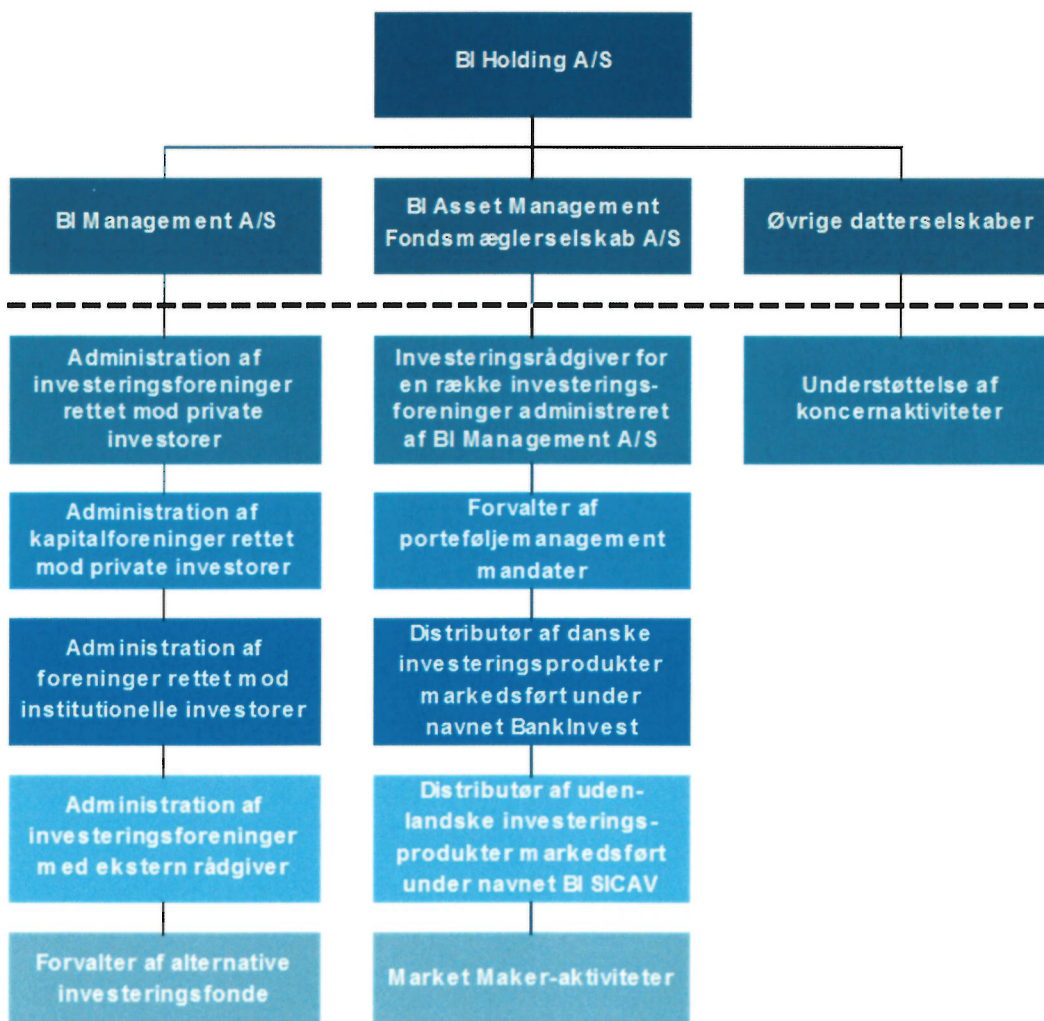 BI Holding A/S
BI Management A/S
BI Asset Management
Fondsmæglerselskab A/S
Øvrige datterselskaber
Administration af
investeringsforeninger
rettet mod private
investorer
Investeringsrådgiver for
en række investerings-
foreninger administreret
af BI Management A/S
Understøttelse af
koncernaktiviteter
Administration af
kapitalforeninger rettet
mod private investorer
Forvalter af
porteføljemanagement
mandater
Administration af
foreninger rettet mod
institutionelle investorer
Distributør af danske
investeringsprodukter
markedsført under
navnet BankInvest
Administration af
investeringsforeninger
med ekstern rådgiver
Distributør af uden-
landske investerings-
produkter markedsført
under navnet BI SICAV
Forvalter af alternative
investeringsfonde
Market Maker-aktiviteter